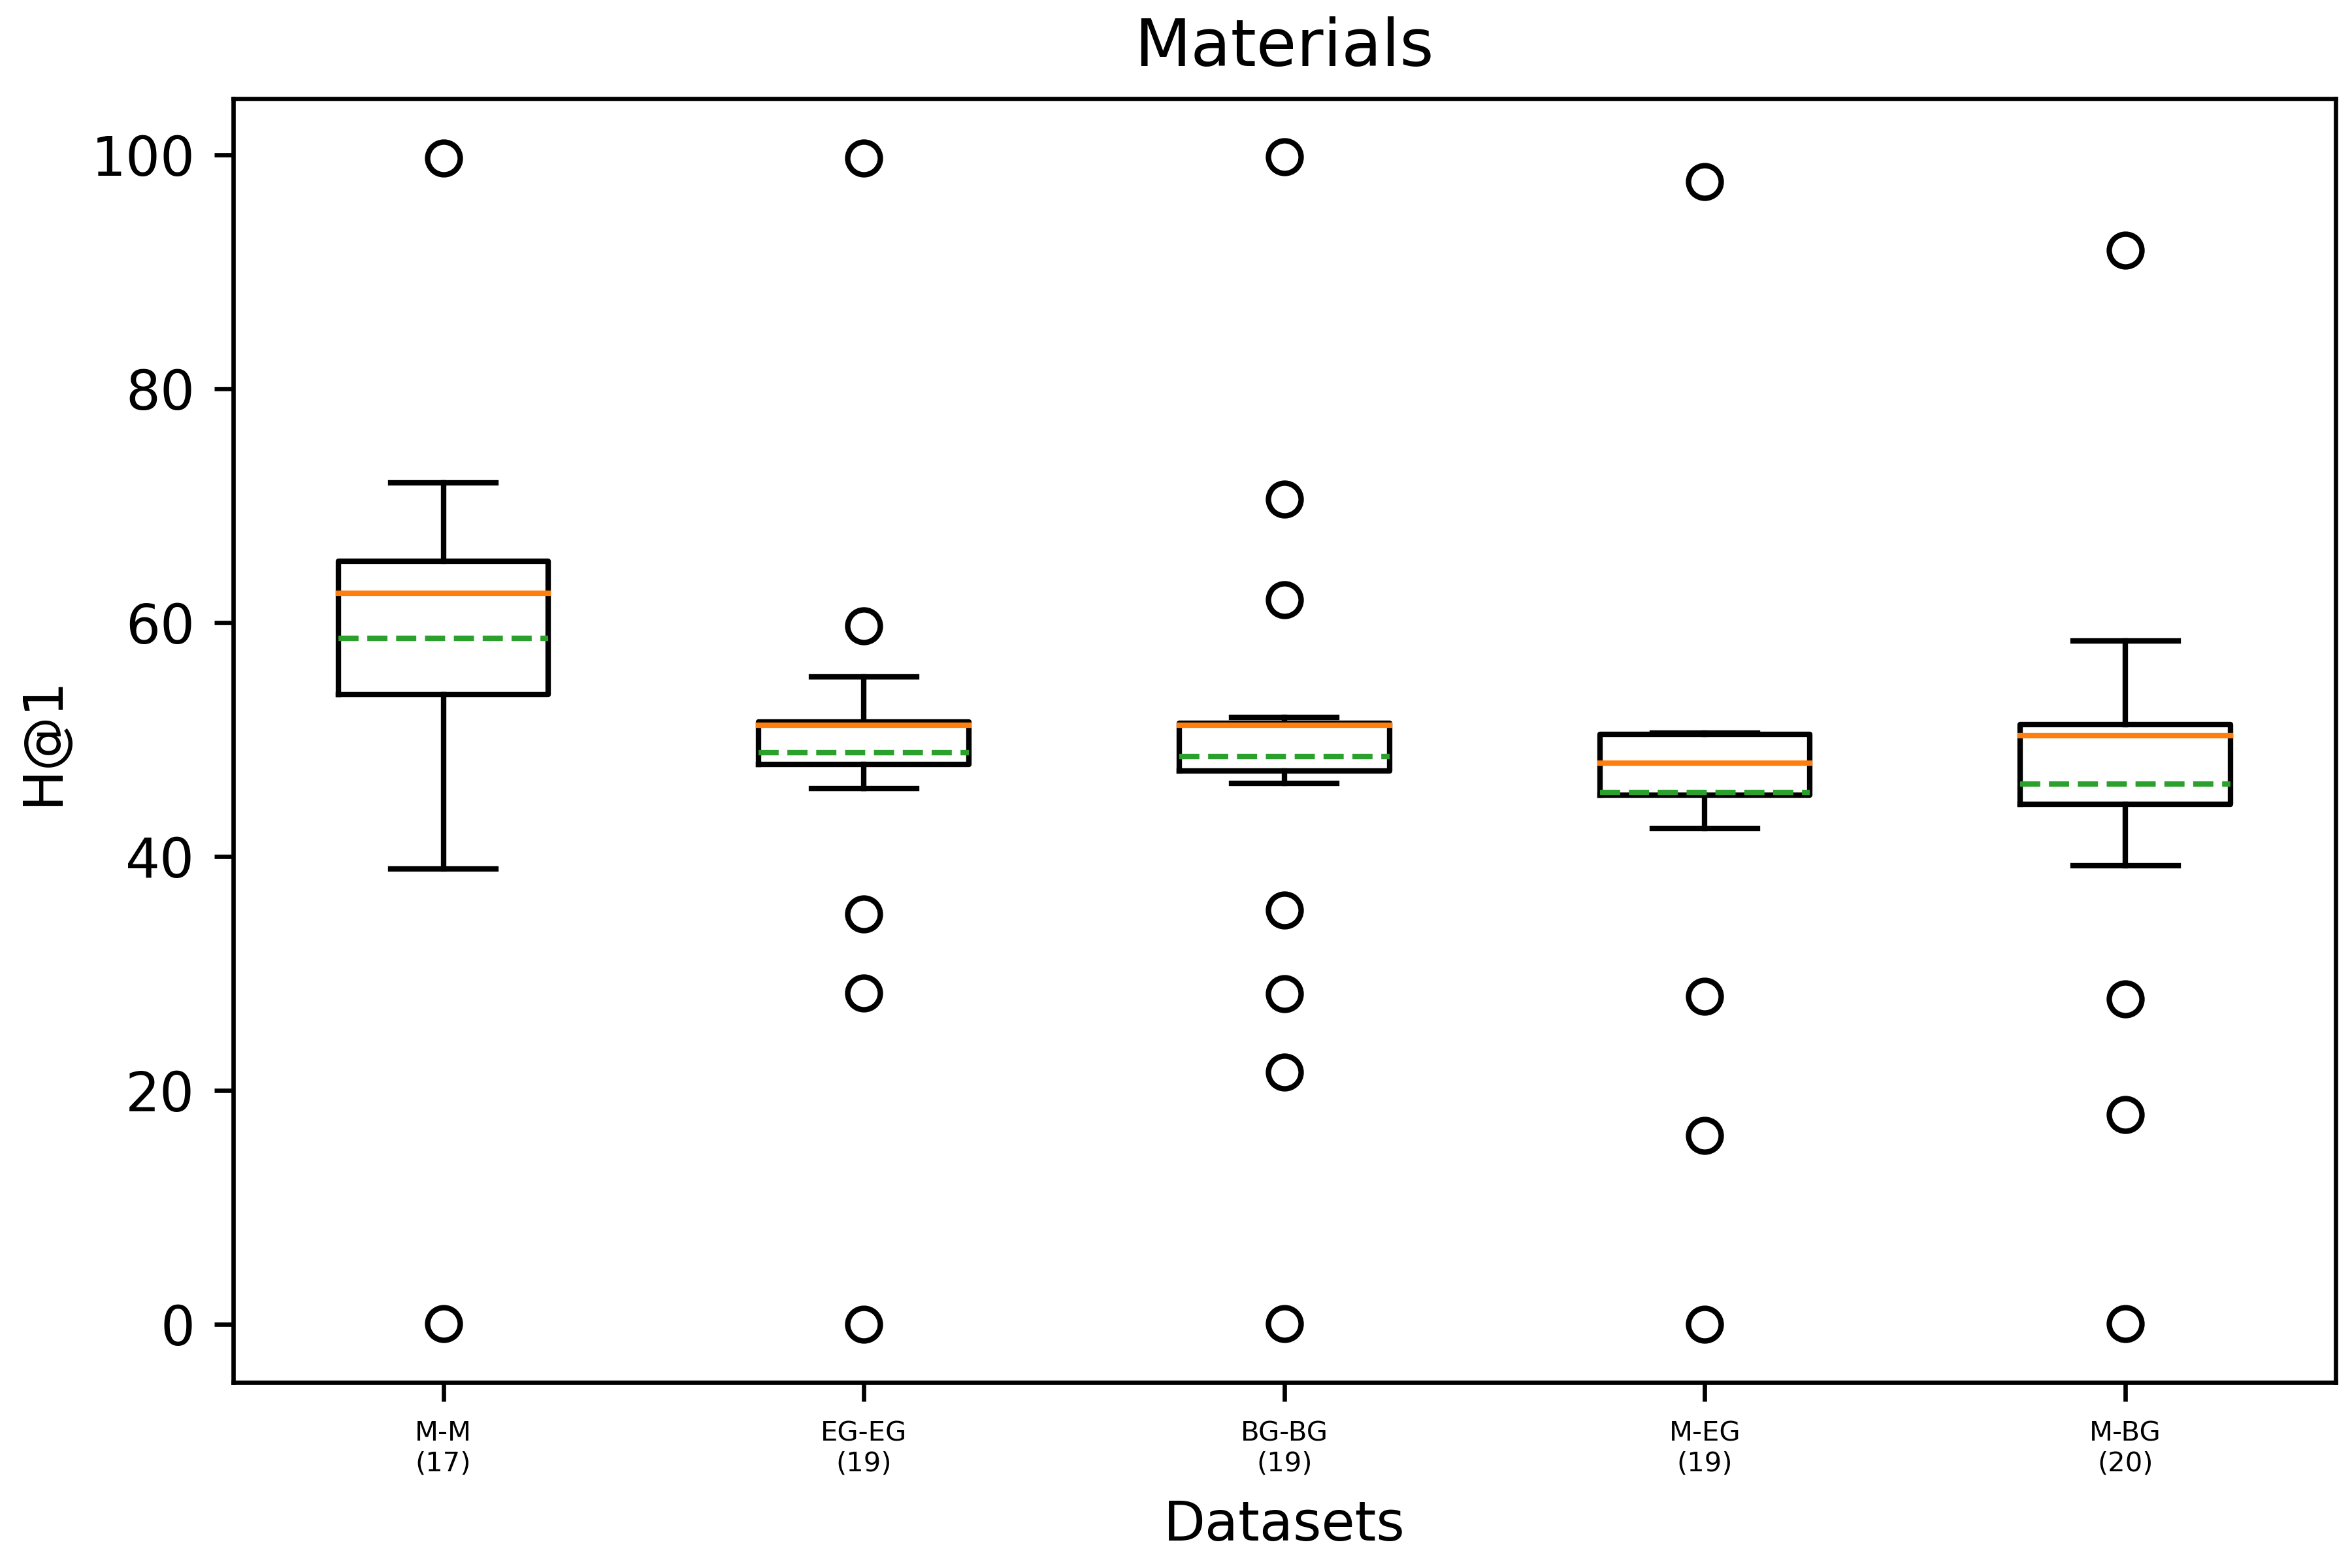 Materials
H@1
100
80
60
40
20
0
M-M
(17)
EG-EG
(19)
BG-BG
(19)
M-EG
(19)
M-BG
(20)
Datasets